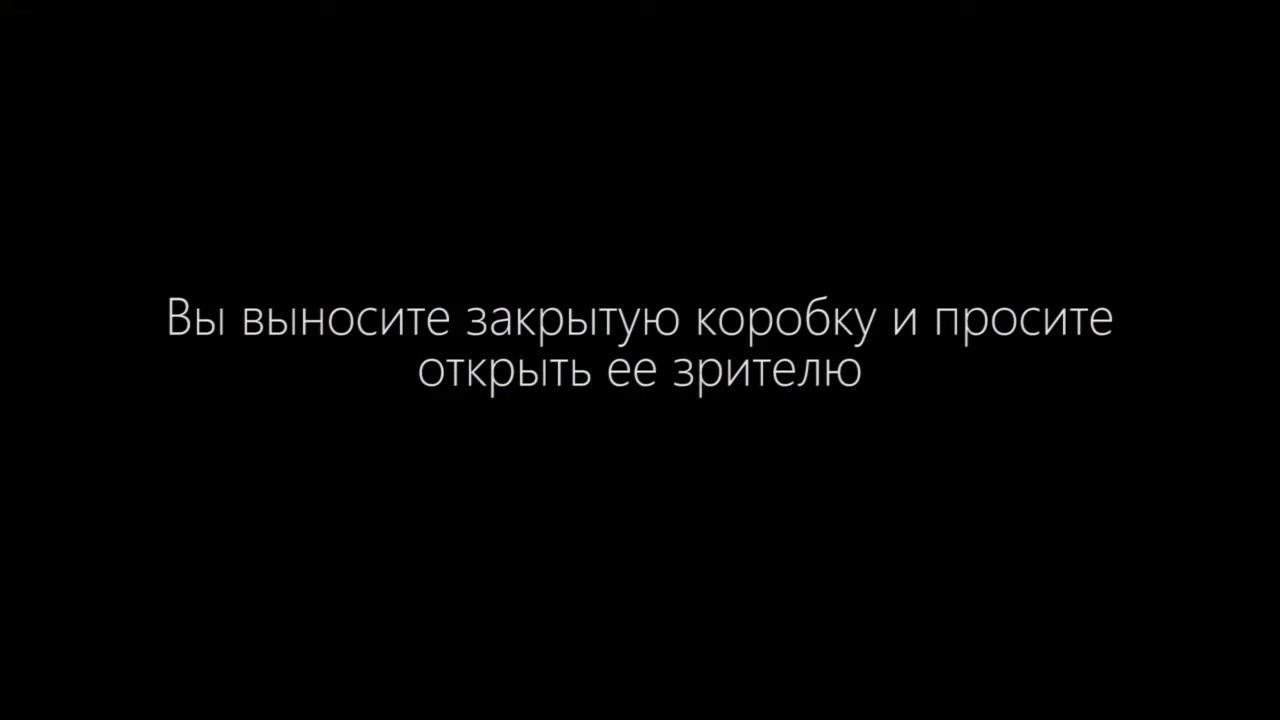 Вы выносите закрытую коробку и просите
открыть ее зрителю